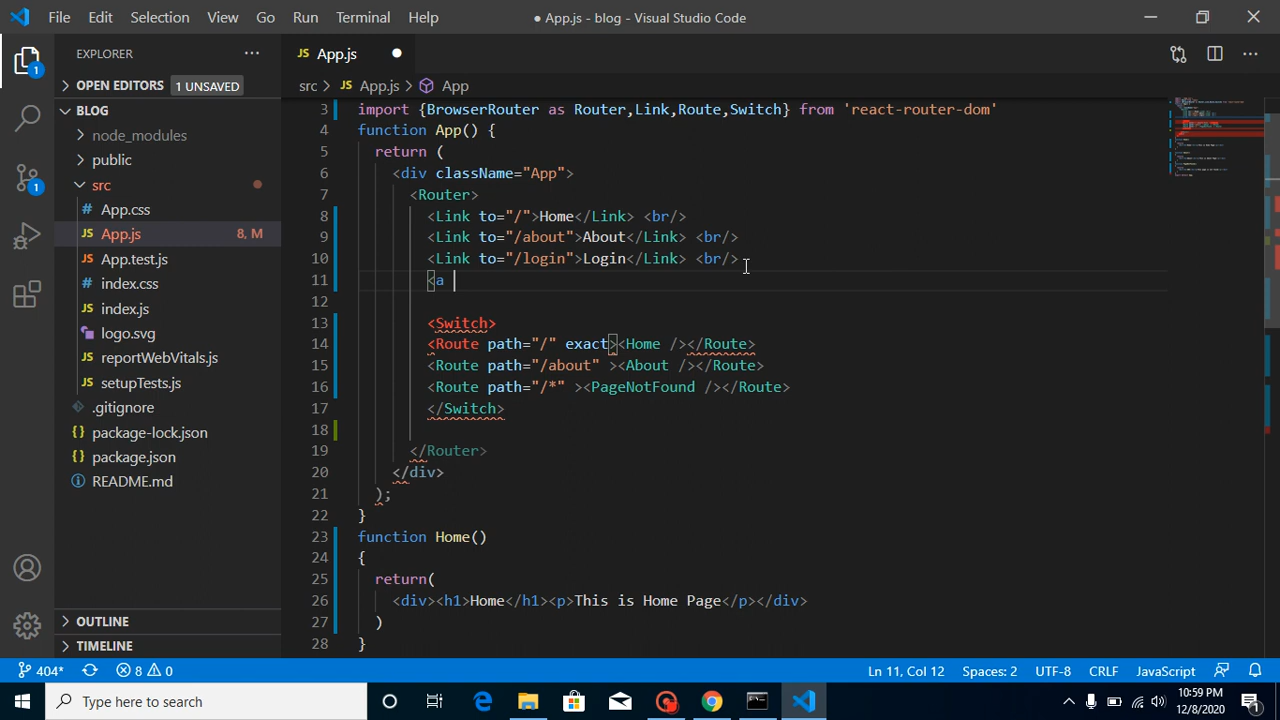 File Edit Selection View Go Run Terminal Help
● App.js - blog - Visual Studio Code
EXPLORER
OPEN EDITORS 1 UNSAVED
BLOG
node_modules
public
src
App.css
JS App.js 8, M
JS App.test.js
index.css
JS index.js
logo.svg
JS reportWebVitals.js
JS setupTests.js
.gitignore
package-lock.json
package.json
README.md
OUTLINE
TIMELINE
1
1
JS App.js
src > JS App.js > App
3 import {BrowserRouter as Router,Link,Route,Switch} from 'react-router-dom'
4 function App() {
5 return (
6 <div className="App">
7 <Router>
8 <Link to="/">Home</Link> <br/>
9 <Link to="/about">About</Link> <br/>
10 <Link to="/login">Login</Link> <br/>
11 <a
12
13 <Switch>
14 <Route path="/" exact><Home /></Route>
15 <Route path="/about" ><About /></Route>
16 <Route path="/*" ><PageNotFound /></Route>
17 </Switch>
18
19 </Router>
20 </div>
21 );
22 }
23 function Home()
24 {
25 return(
26 <div><h1>Home</h1><p>This is Home Page</p></div>
27 )
28 }
404* 8 0 Ln 11, Col 12 Spaces: 2 UTF-8 CRLF JavaScript
Type here to search
10:59 PM
12/8/2020
1